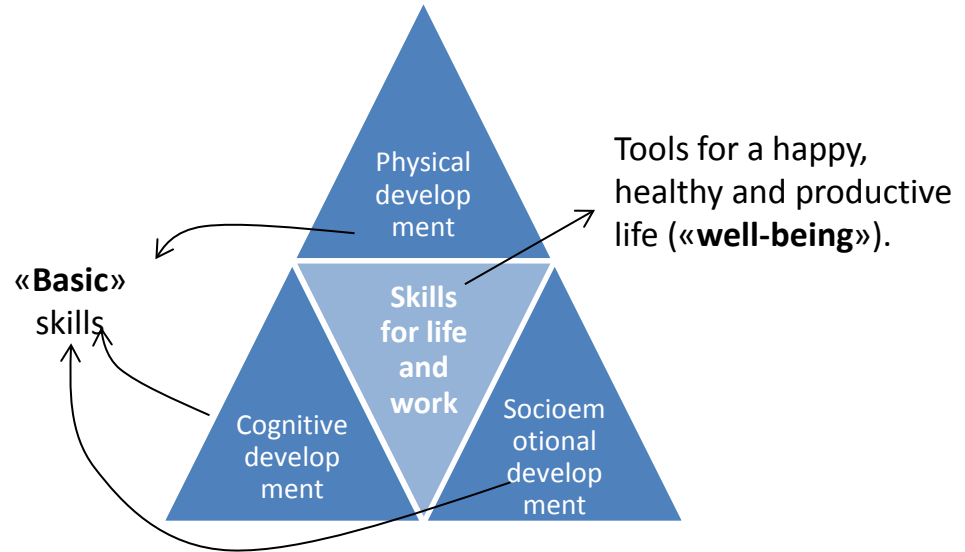 Physical
develop
ment
Tools for a happy,
healthy and productive
life («well-being»).
«Basic»
skills
Skills
for life
and
work
Cognitive
develop
ment
Socioem
otional
develop
ment